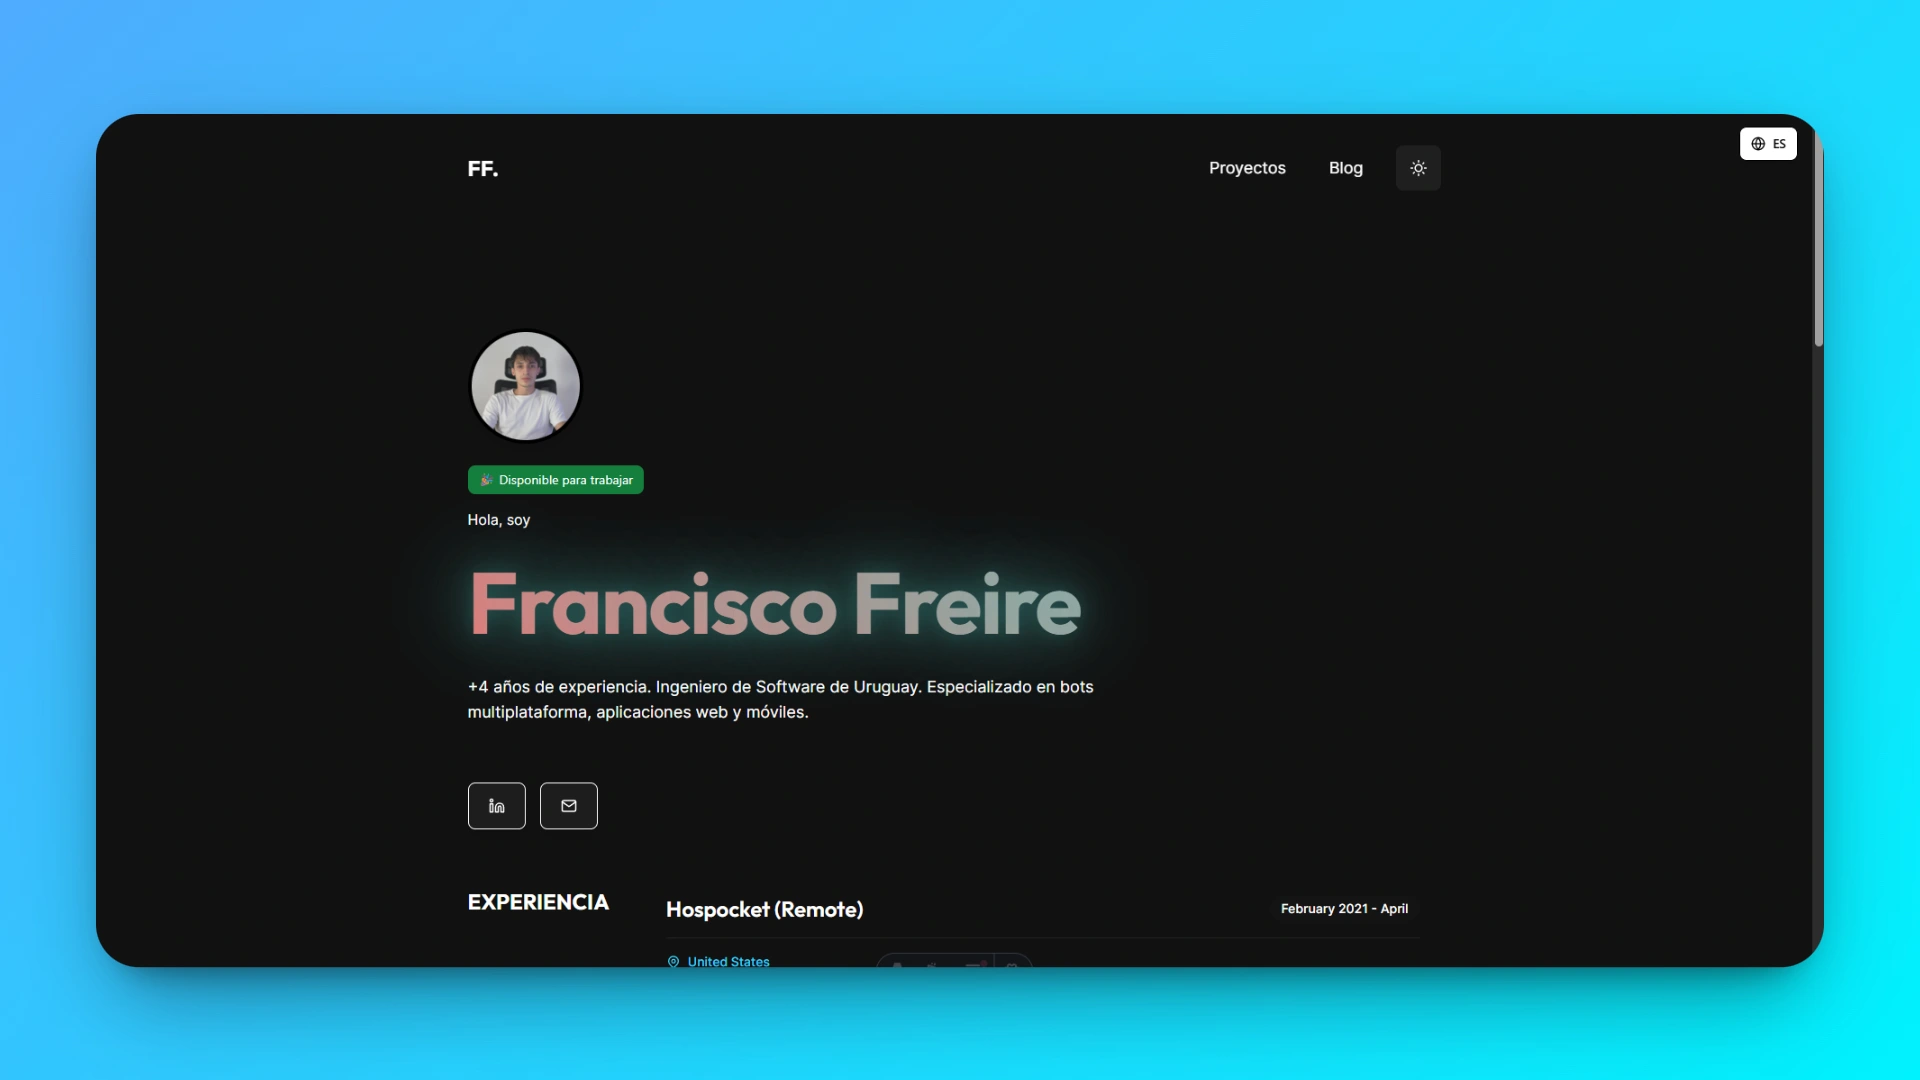 ES
FF.
Proyectos
Blog
Disponible para trabajar
Hola, soy
Francisco Freire
+4 años de experiencia. Ingeniero de Software de Uruguay. Especializado en bots
multiplataforma, aplicaciones web y móviles.
in
EXPERIENCIA
Hospocket (Remote)
February 2021 - April
United States